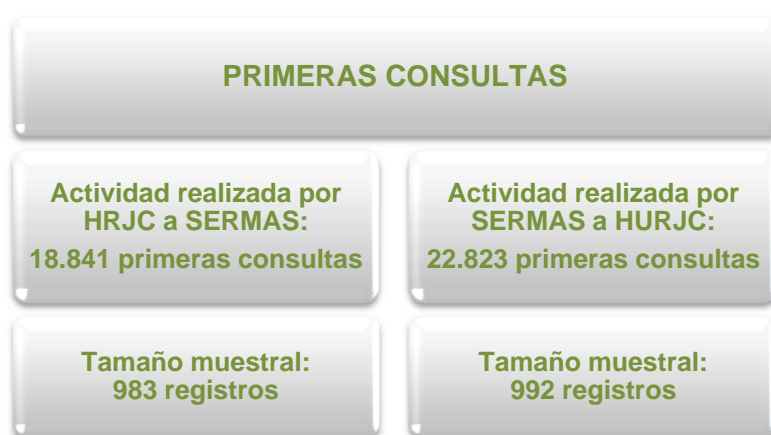 PRIMERAS CONSULTAS
Actividad realizada por
HRJC a SERMAS:
18.841 primeras consultas
Actividad realizada por
SERMAS a HURJC:
22.823 primeras consultas
Tamaño muestral:
983 registros
Tamaño muestral:
992 registros